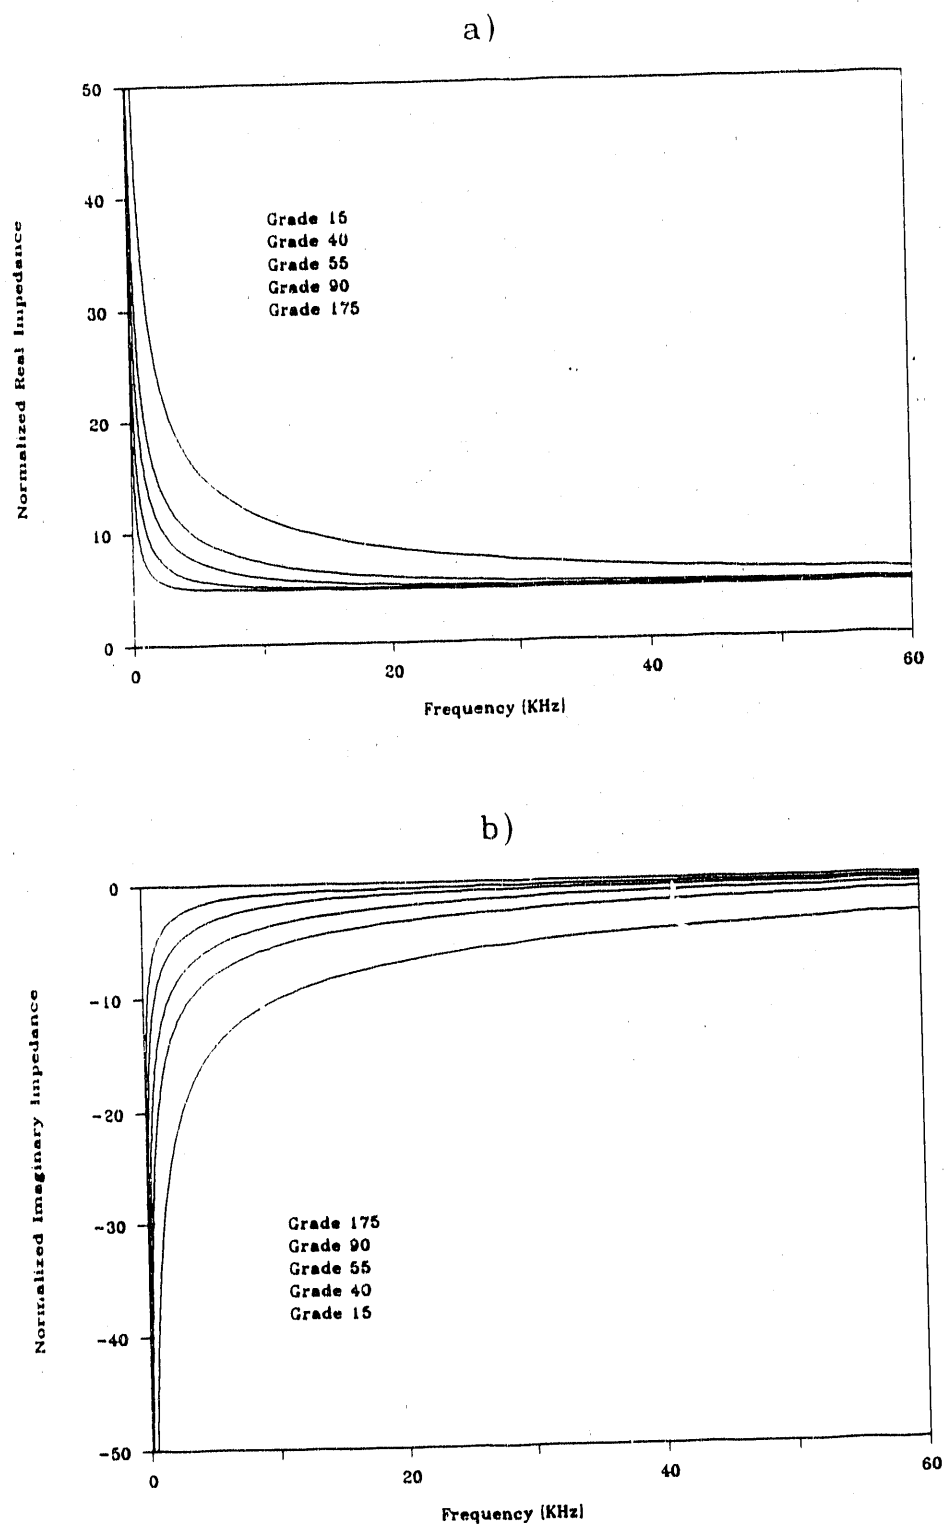 a)
50
40
30
20
10
0
Normalized Real Impedance
Grade 15
Grade 40
Grade 55
Grade 90
Grade 175
0 20 40 60
Frequency (KHz)
b)
0
-10
-20
-30
-40
-50
Normalized Imaginary Impedance
Grade 175
Grade 90
Grade 55
Grade 40
Grade 15
0 20 40 60
Frequency (KHz)